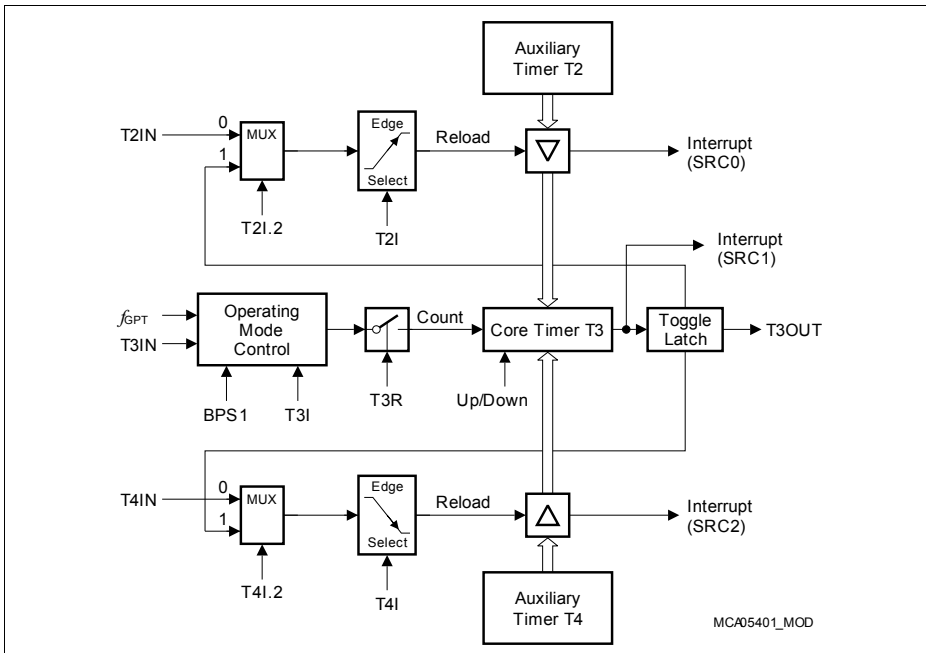 Auxiliary
Timer T2
T2IN
0
1
MUX
T2I.2
Edge
Select
T2I
Reload
Interrupt
(SRC0)
Interrupt
(SRC1)
fGPT
T3IN
Operating
Mode
Control
BPS1
T3I
T3R
Count
Core Timer T3
Up/Down
Toggle
Latch
T3OUT
T4IN
0
1
MUX
T4I.2
Edge
Select
T4I
Reload
Interrupt
(SRC2)
Auxiliary
Timer T4
MCA05401_MOD